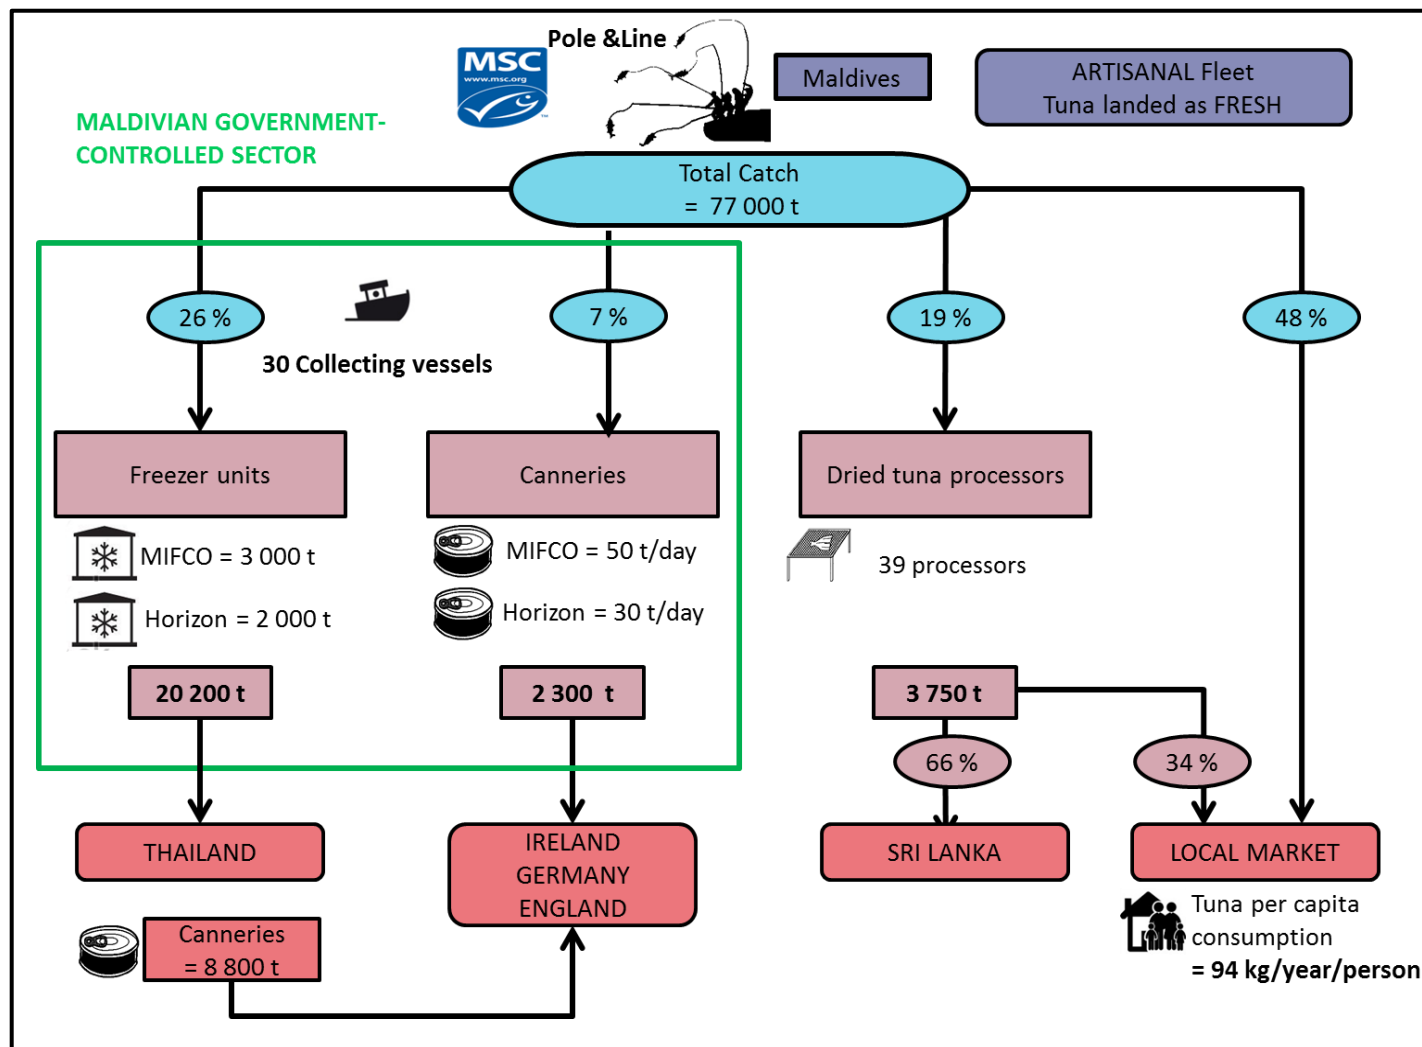 Pole &Line
MSC
www.msc.org
™
Maldives
ARTISANAL Fleet
Tuna landed as FRESH
MALDIVIAN GOVERNMENT-
CONTROLLED SECTOR
Total Catch
= 77 000 t
26 %
7 %
19 %
48 %
30 Collecting vessels
Freezer units
Canneries
Dried tuna processors
MIFCO = 3 000 t
MIFCO = 50 t/day
39 processors
Horizon = 2 000 t
Horizon = 30 t/day
20 200 t
2 300 t
3 750 t
66 %
34 %
THAILAND
IRELAND
GERMANY
ENGLAND
SRI LANKA
LOCAL MARKET
Canneries
= 8 800 t
Tuna per capita
consumption
= 94 kg/year/person